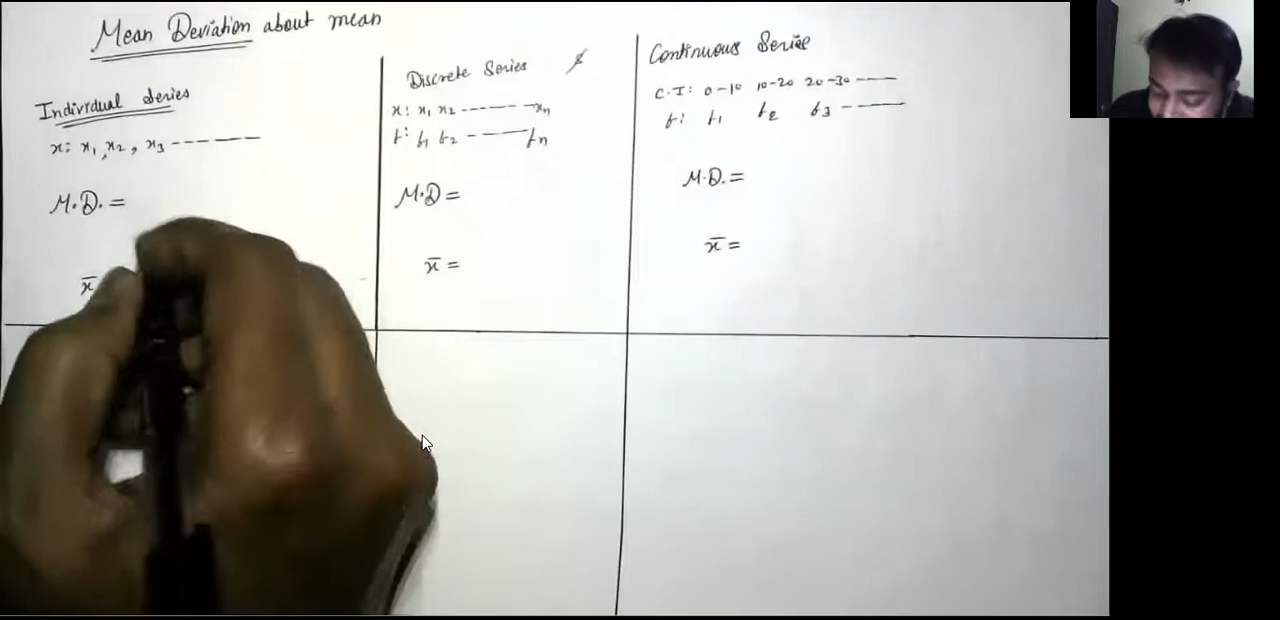 Mean Deviation about mean
Individual Series
x: x₁, x₂, x₃ -------
M.D. =
x̄
Discrete Series
x: x₁ x₂ ------- xₙ
f: f₁ f₂ ------- fₙ
M.D =
x̄ =
Continuous Series
C.I: 0-10 10-20 20-30 ----
f: f₁ f₂ f₃ ----
M.D. =
x̄ =